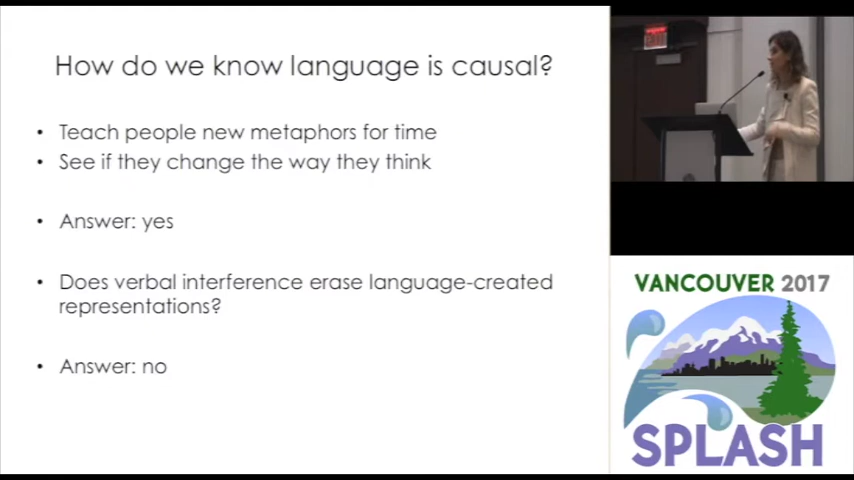 How do we know language is causal?
• Teach people new metaphors for time
• See if they change the way they think
• Answer: yes
• Does verbal interference erase language-created
representations?
• Answer: no
EXIT
VANCOUVER 2017
SPLASH